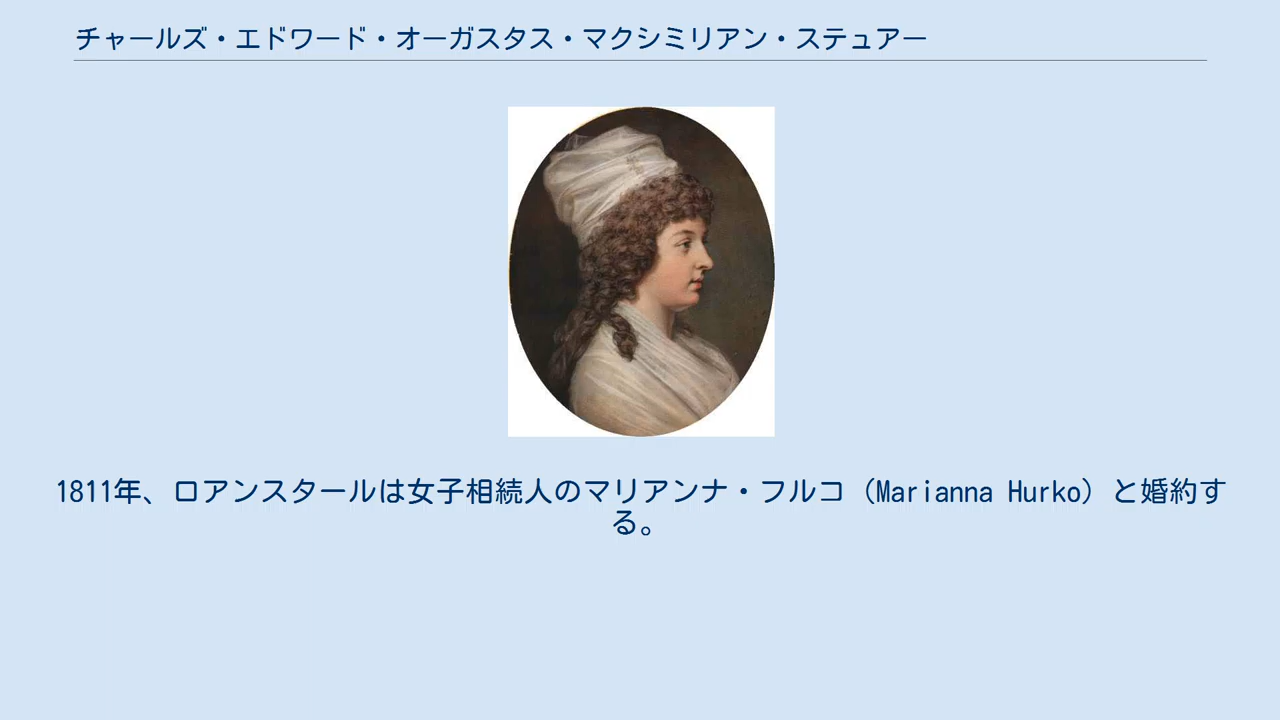 チャールズ・エドワード・オーガスタス・マクシミリアン・ステュアー
1811年、ロアンスタールは女子相続人のマリアンナ・フルコ（Marianna Hurko）と婚約す
る。